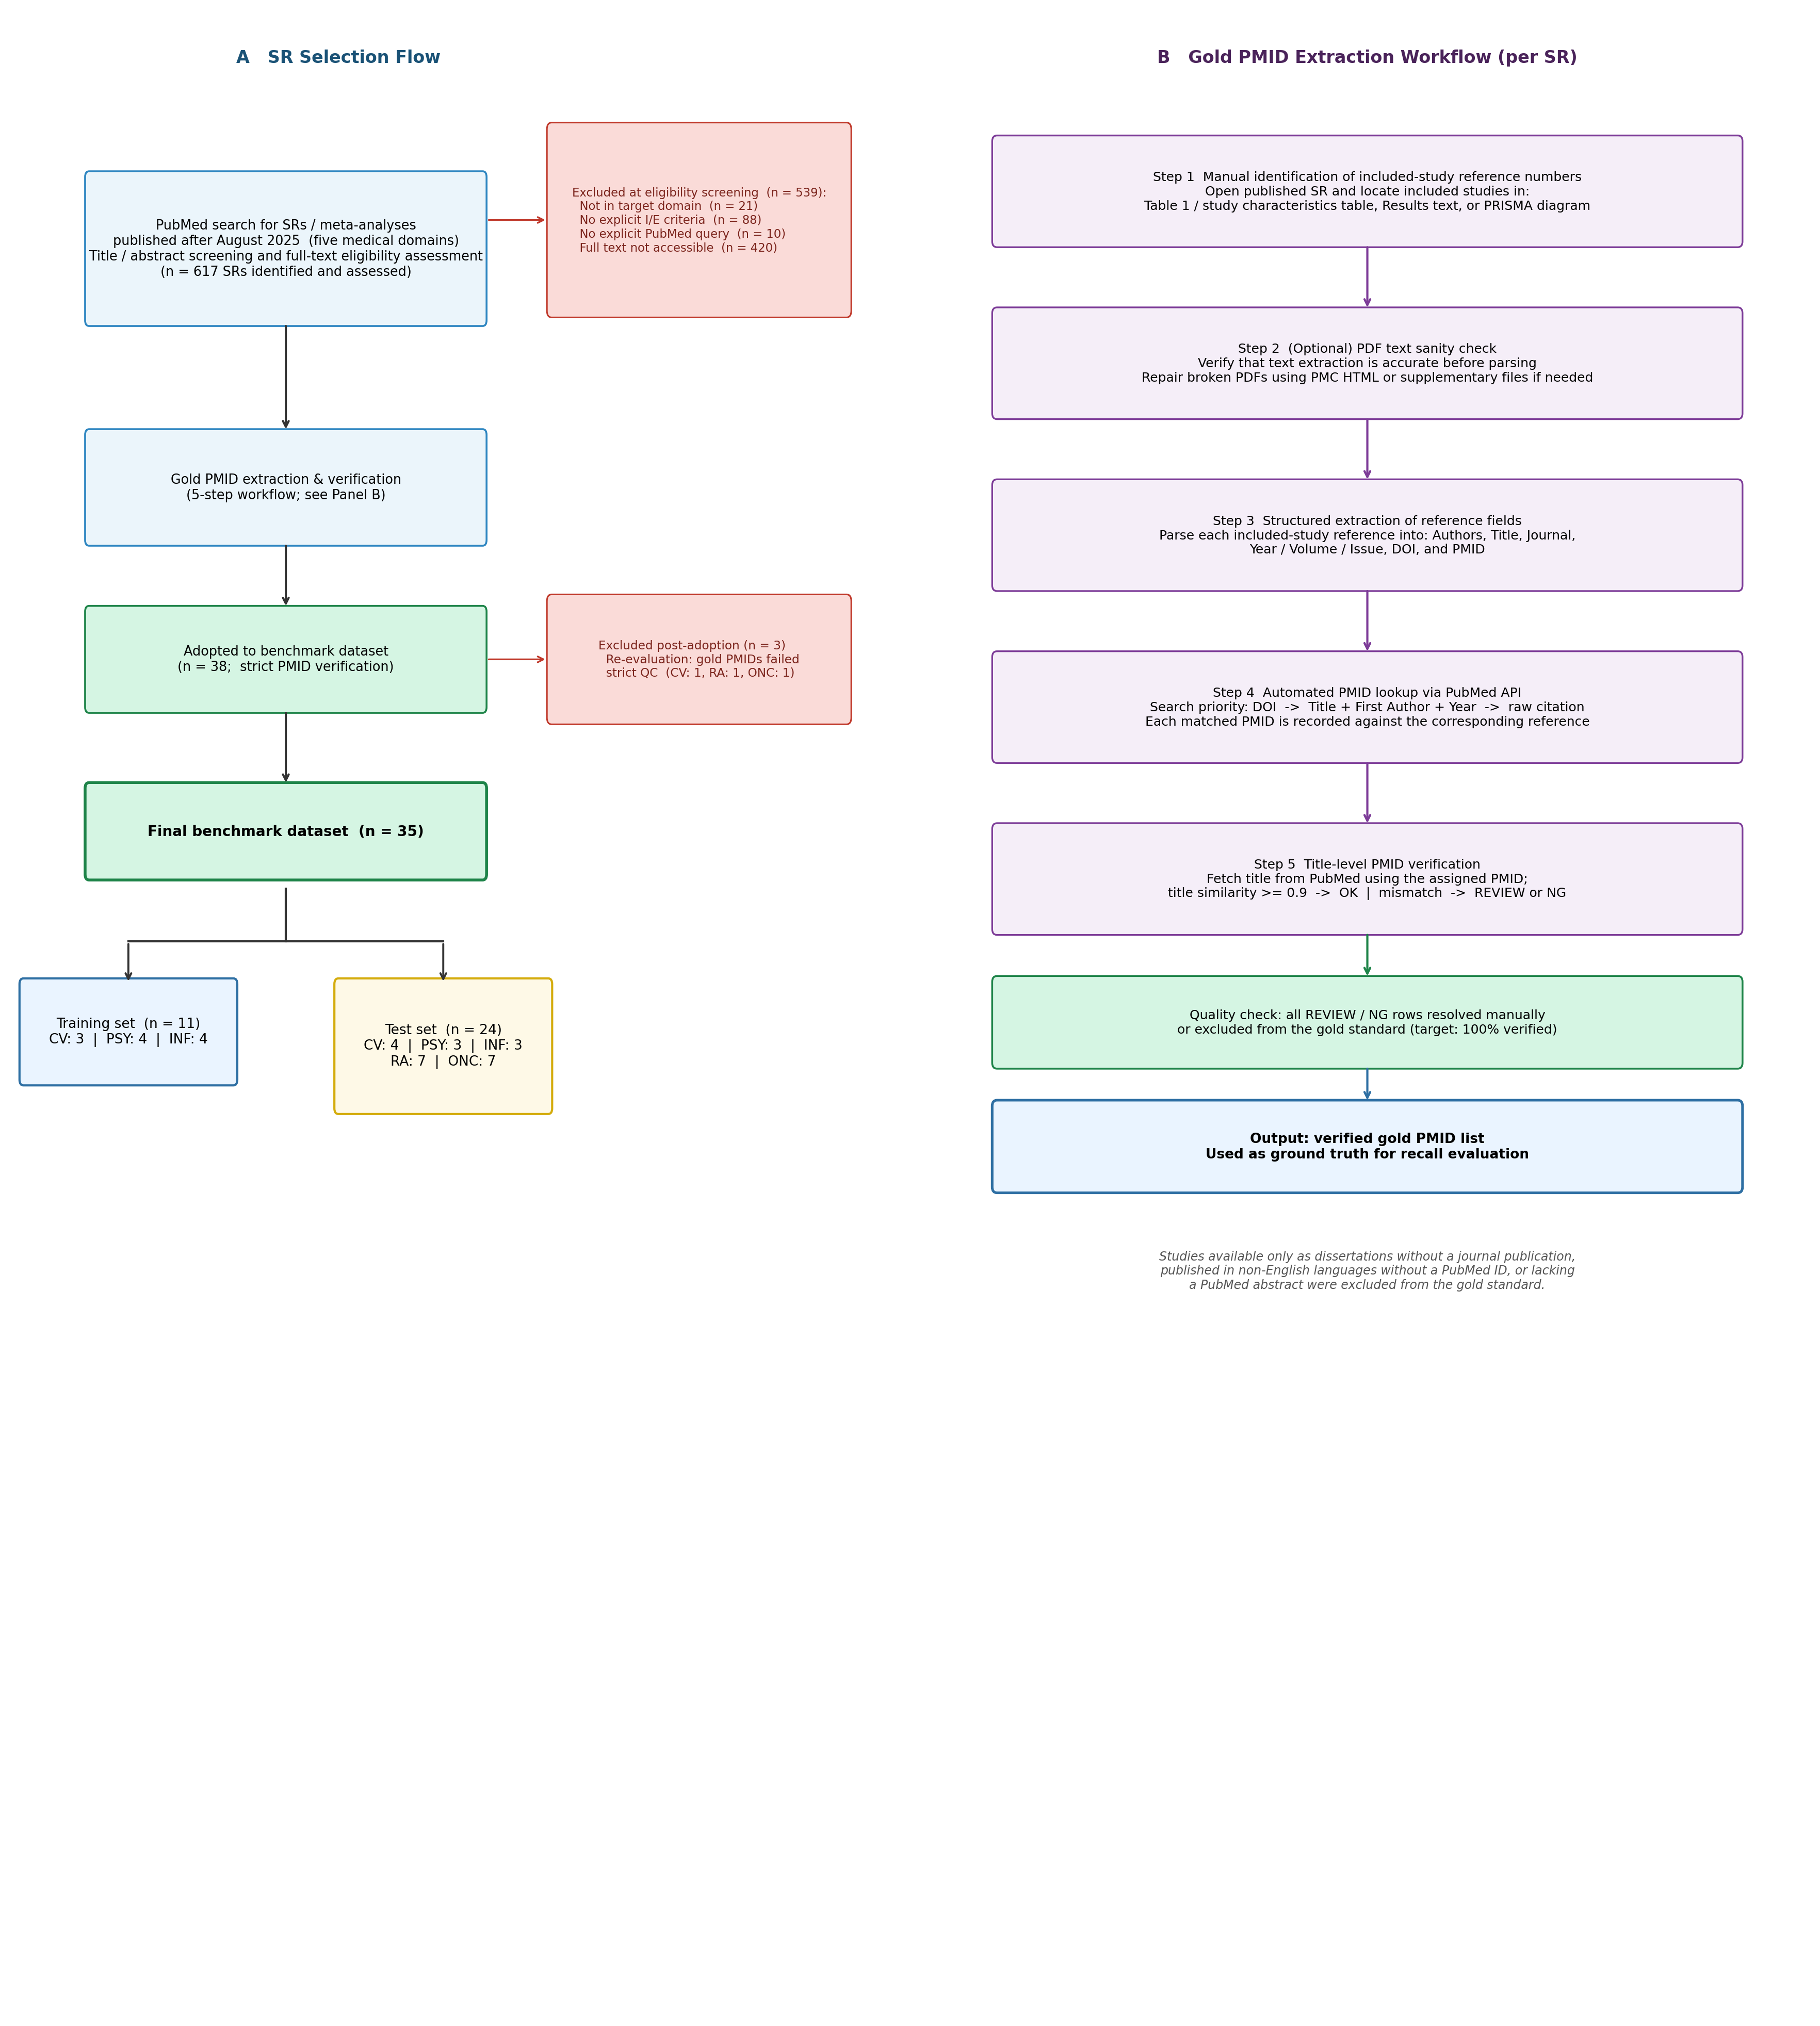 A   SR Selection Flow
PubMed search for SRs / meta-analyses
published after August 2025  (five medical domains)
Title / abstract screening and full-text eligibility assessment
(n = 617 SRs identified and assessed)
Excluded at eligibility screening  (n = 539):
Not in target domain  (n = 21)
No explicit I/E criteria  (n = 88)
No explicit PubMed query  (n = 10)
Full text not accessible  (n = 420)
Gold PMID extraction & verification
(5-step workflow; see Panel B)
Adopted to benchmark dataset
(n = 38;  strict PMID verification)
Excluded post-adoption (n = 3)
Re-evaluation: gold PMIDs failed
strict QC  (CV: 1, RA: 1, ONC: 1)
Final benchmark dataset  (n = 35)
Training set  (n = 11)
CV: 3  |  PSY: 4  |  INF: 4
Test set  (n = 24)
CV: 4  |  PSY: 3  |  INF: 3
RA: 7  |  ONC: 7
B   Gold PMID Extraction Workflow (per SR)
Step 1  Manual identification of included-study reference numbers
Open published SR and locate included studies in:
Table 1 / study characteristics table, Results text, or PRISMA diagram
Step 2  (Optional) PDF text sanity check
Verify that text extraction is accurate before parsing
Repair broken PDFs using PMC HTML or supplementary files if needed
Step 3  Structured extraction of reference fields
Parse each included-study reference into: Authors, Title, Journal,
Year / Volume / Issue, DOI, and PMID
Step 4  Automated PMID lookup via PubMed API
Search priority: DOI  ->  Title + First Author + Year  ->  raw citation
Each matched PMID is recorded against the corresponding reference
Step 5  Title-level PMID verification
Fetch title from PubMed using the assigned PMID;
title similarity >= 0.9  ->  OK  |  mismatch  ->  REVIEW or NG
Quality check: all REVIEW / NG rows resolved manually
or excluded from the gold standard (target: 100% verified)
Output: verified gold PMID list
Used as ground truth for recall evaluation
Studies available only as dissertations without a journal publication,
published in non-English languages without a PubMed ID, or lacking
a PubMed abstract were excluded from the gold standard.